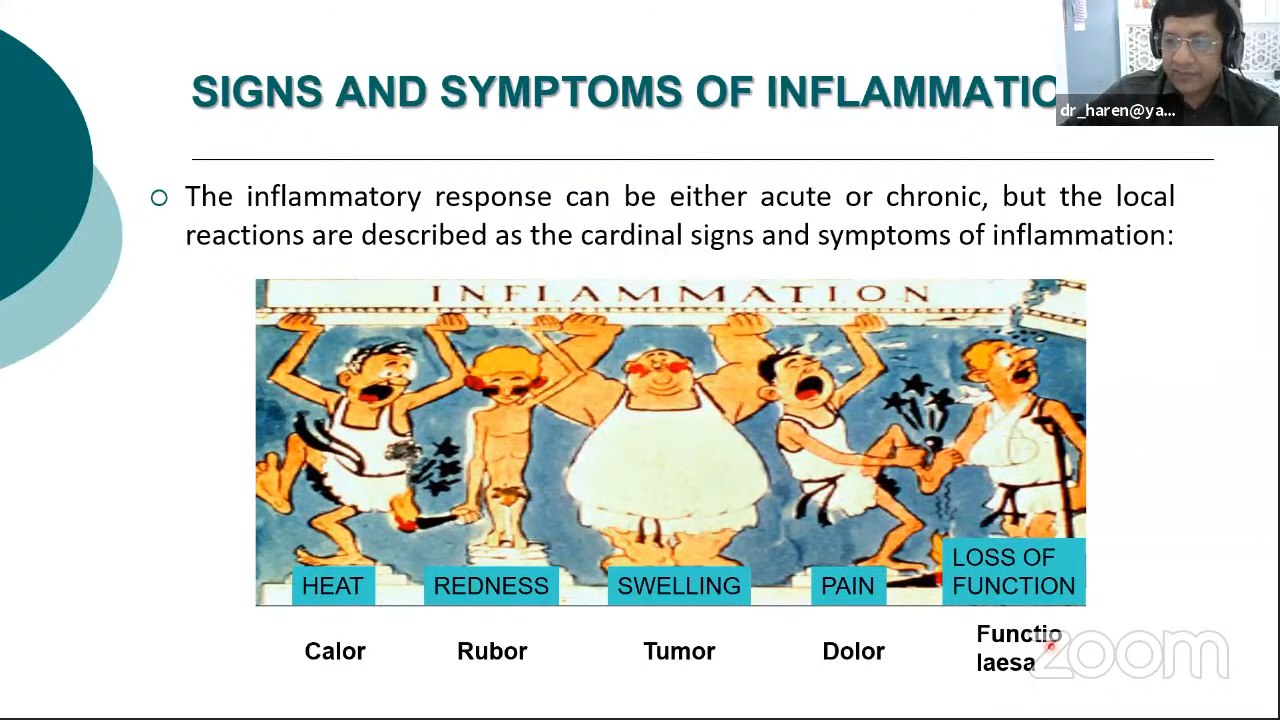 SIGNS AND SYMPTOMS OF INFLAMMATIO
dr_haren@ya...
The inflammatory response can be either acute or chronic, but the local
reactions are described as the cardinal signs and symptoms of inflammation:
INFLAMMATION
HEAT
REDNESS
SWELLING
PAIN
LOSS OF
FUNCTION
Calor
Rubor
Tumor
Dolor
Functio
laesa
zoom